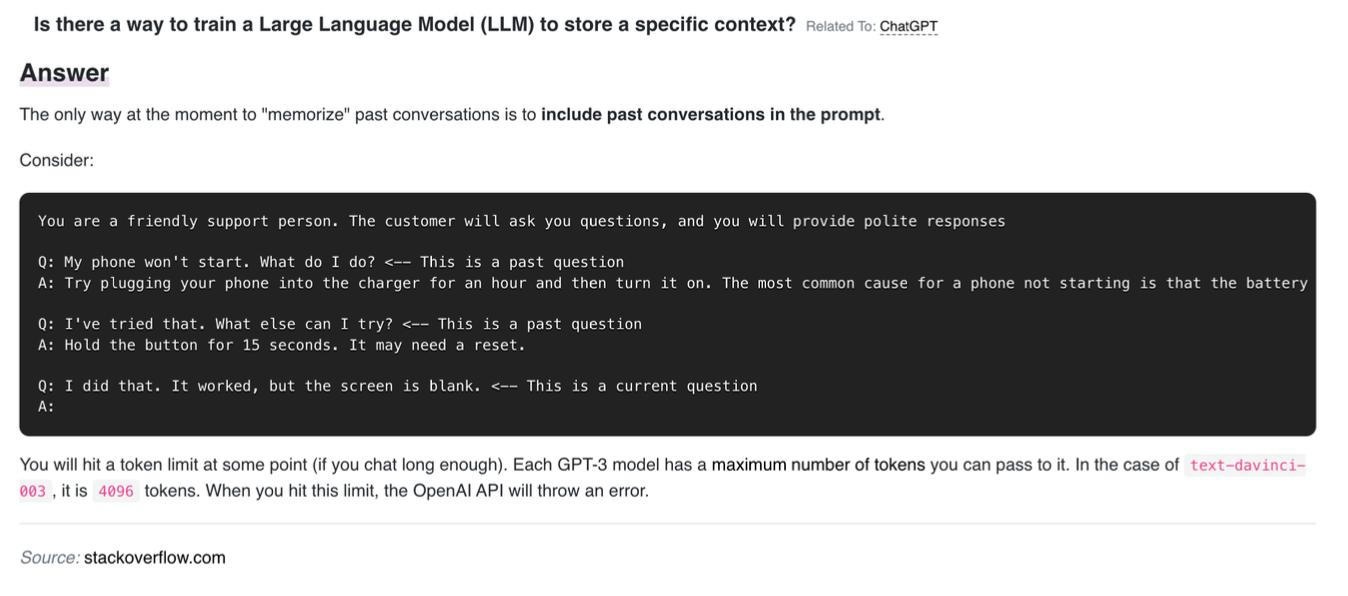 Is there a way to train a Large Language Model (LLM) to store a specific context? Related To: ChatGPT
Answer
The only way at the moment to "memorize" past conversations is to include past conversations in the prompt.
Consider:
You are a friendly support person. The customer will ask you questions, and you will provide polite responses
Q: My phone won't start. What do I do? <-- This is a past question
A: Try plugging your phone into the charger for an hour and then turn it on. The most common cause for a phone not starting is that the battery
Q: I've tried that. What else can I try? <-- This is a past question
A: Hold the button for 15 seconds. It may need a reset.
Q: I did that. It worked, but the screen is blank. <-- This is a current question
A:
You will hit a token limit at some point (if you chat long enough). Each GPT-3 model has a maximum number of tokens you can pass to it. In the case of text-davinci-
003 , it is 4096 tokens. When you hit this limit, the OpenAI API will throw an error.
Source: stackoverflow.com